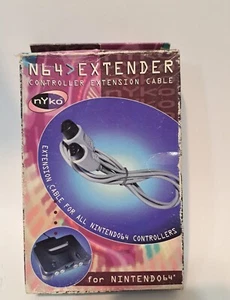 N64>EXTENDER
CONTROLLER EXTENSION CABLE
nyko
EXTENSION CABLE FOR ALL NINTENDO64 CONTROLLERS
for NINTENDO64